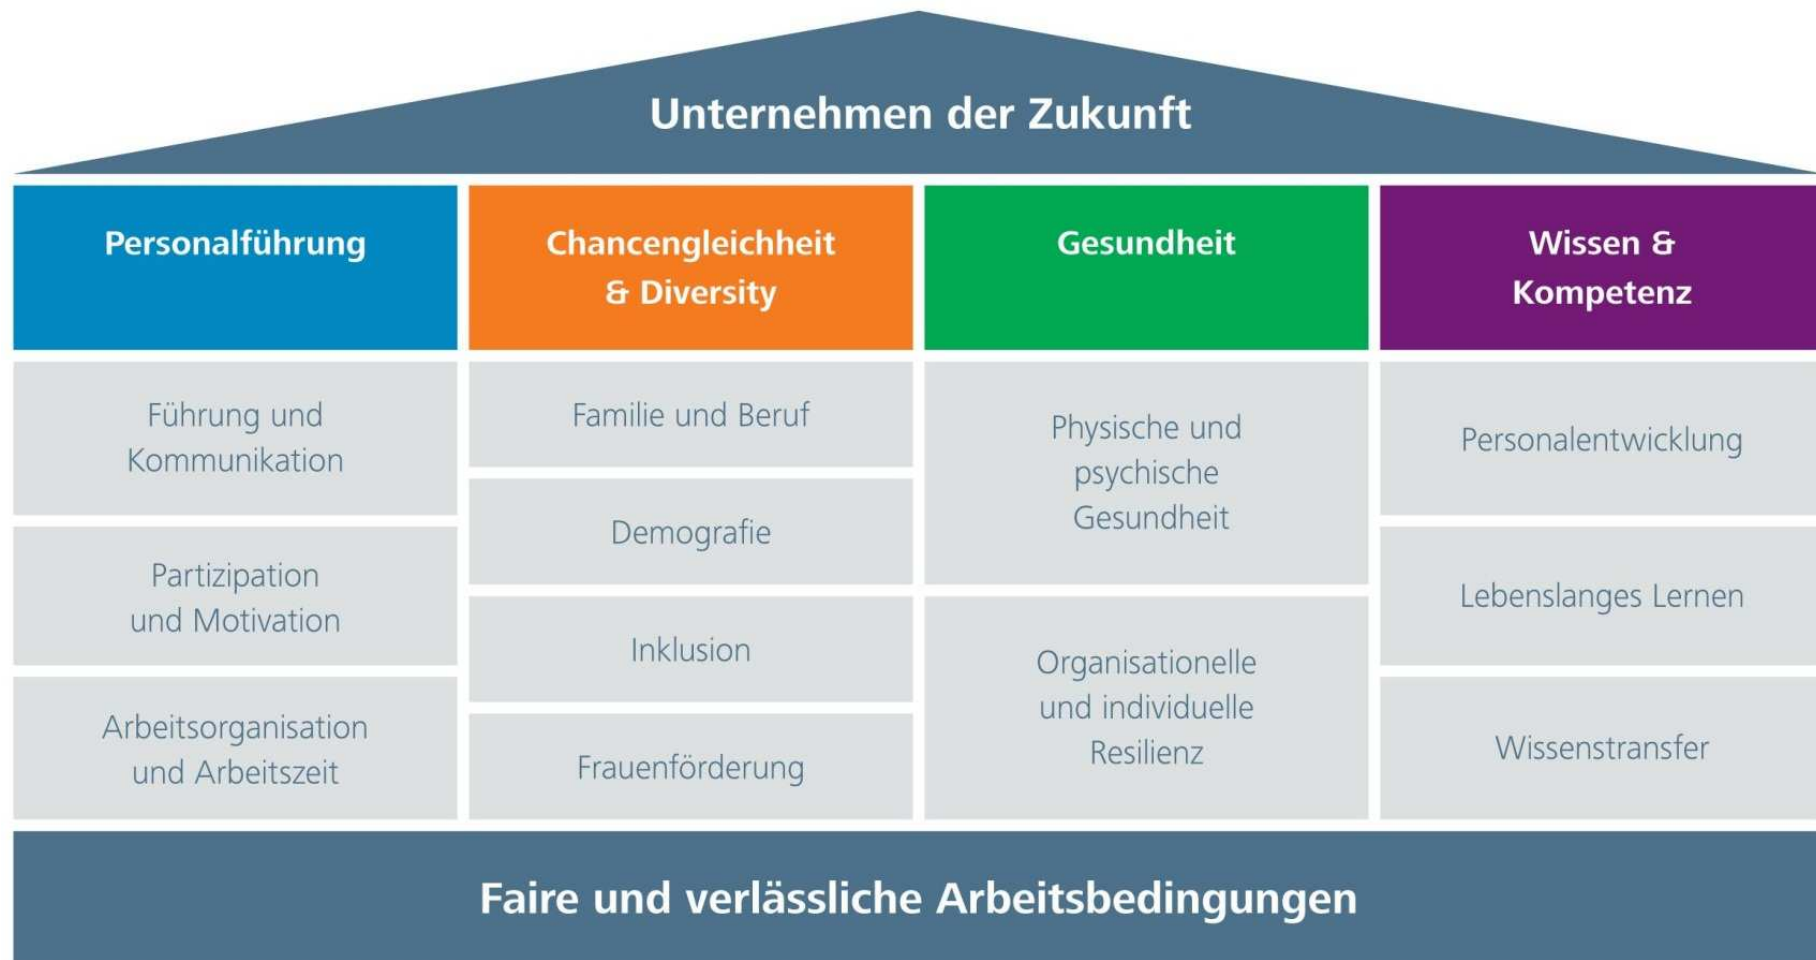 Unternehmen der Zukunft
Personalführung
Chancengleichheit
& Diversity
Gesundheit
Wissen &
Kompetenz
Führung und
Kommunikation
Partizipation
und Motivation
Arbeitsorganisation
und Arbeitszeit
Familie und Beruf
Demografie
Inklusion
Frauenförderung
Physische und
psychische
Gesundheit
Organisationelle
und individuelle
Resilienz
Personalentwicklung
Lebenslanges Lernen
Wissenstransfer
Faire und verlässliche Arbeitsbedingungen